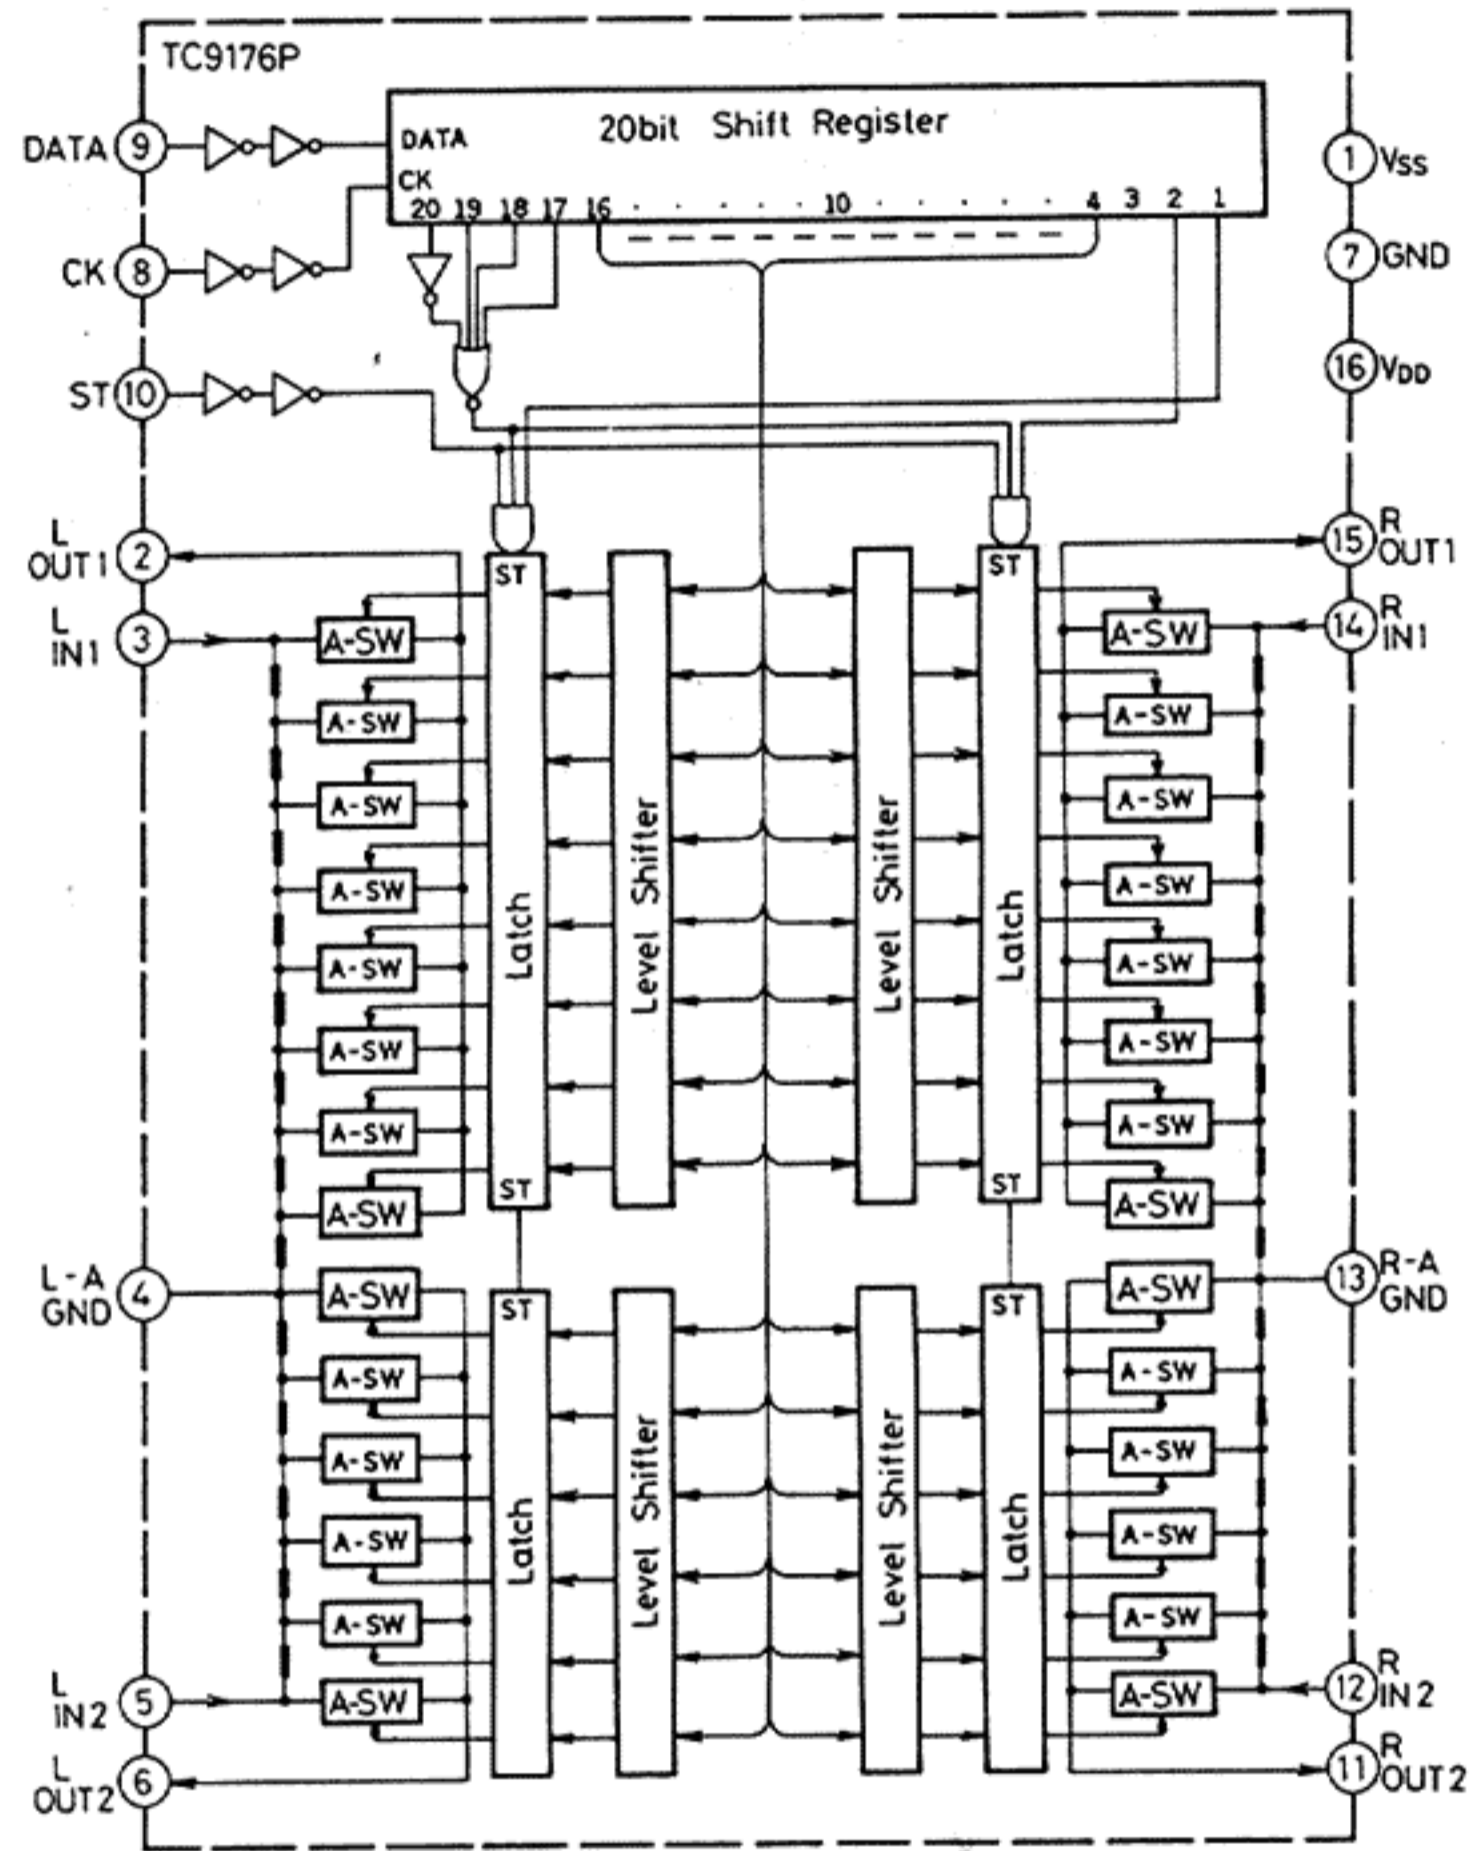 TC9176P
20bit Shift Register
DATA 9
DATA
1 VSS
CK
20 19 18 17 16 10 4 3 2 1
CK 8
7 GND
ST 10
16 VDD
L
OUT1 2
15 R
OUT1
ST
ST
L
IN1 3
A-SW
A-SW
14 R
IN1
A-SW
A-SW
A-SW
A-SW
A-SW
A-SW
Latch
Level Shifter
Level Shifter
Latch
A-SW
A-SW
A-SW
A-SW
A-SW
A-SW
ST
ST
A-SW
A-SW
L-A
GND 4
A-SW
ST
ST
A-SW
13 R-A
GND
A-SW
A-SW
A-SW
A-SW
Latch
Level Shifter
Level Shifter
Latch
A-SW
A-SW
A-SW
A-SW
L
IN2 5
A-SW
A-SW
12 R
IN2
L
OUT2 6
11 R
OUT2